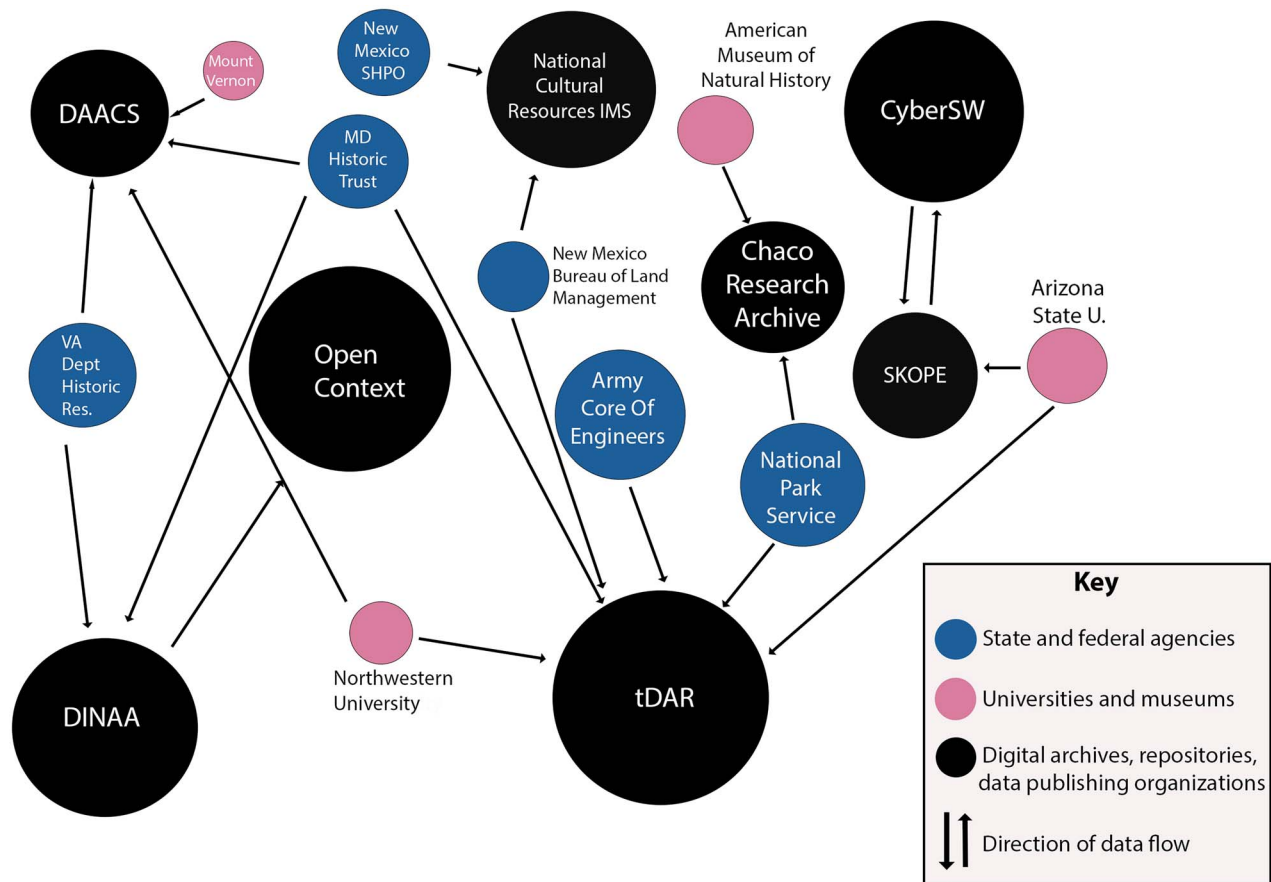 New
Mexico
SHPO
National
Cultural
Resources IMS
American
Museum of
Natural History
CyberSW
Mount
Vernon
DAACS
MD
Historic
Trust
New Mexico
Bureau of Land
Management
Chaco
Research
Archive
Arizona
State U.
VA
Dept
Historic
Res.
Open
Context
Army
Core Of
Engineers
SKOPE
National
Park
Service
DINAA
Northwestern
University
tDAR
Key
State and federal agencies
Universities and museums
Digital archives, repositories,
data publishing organizations
Direction of data flow